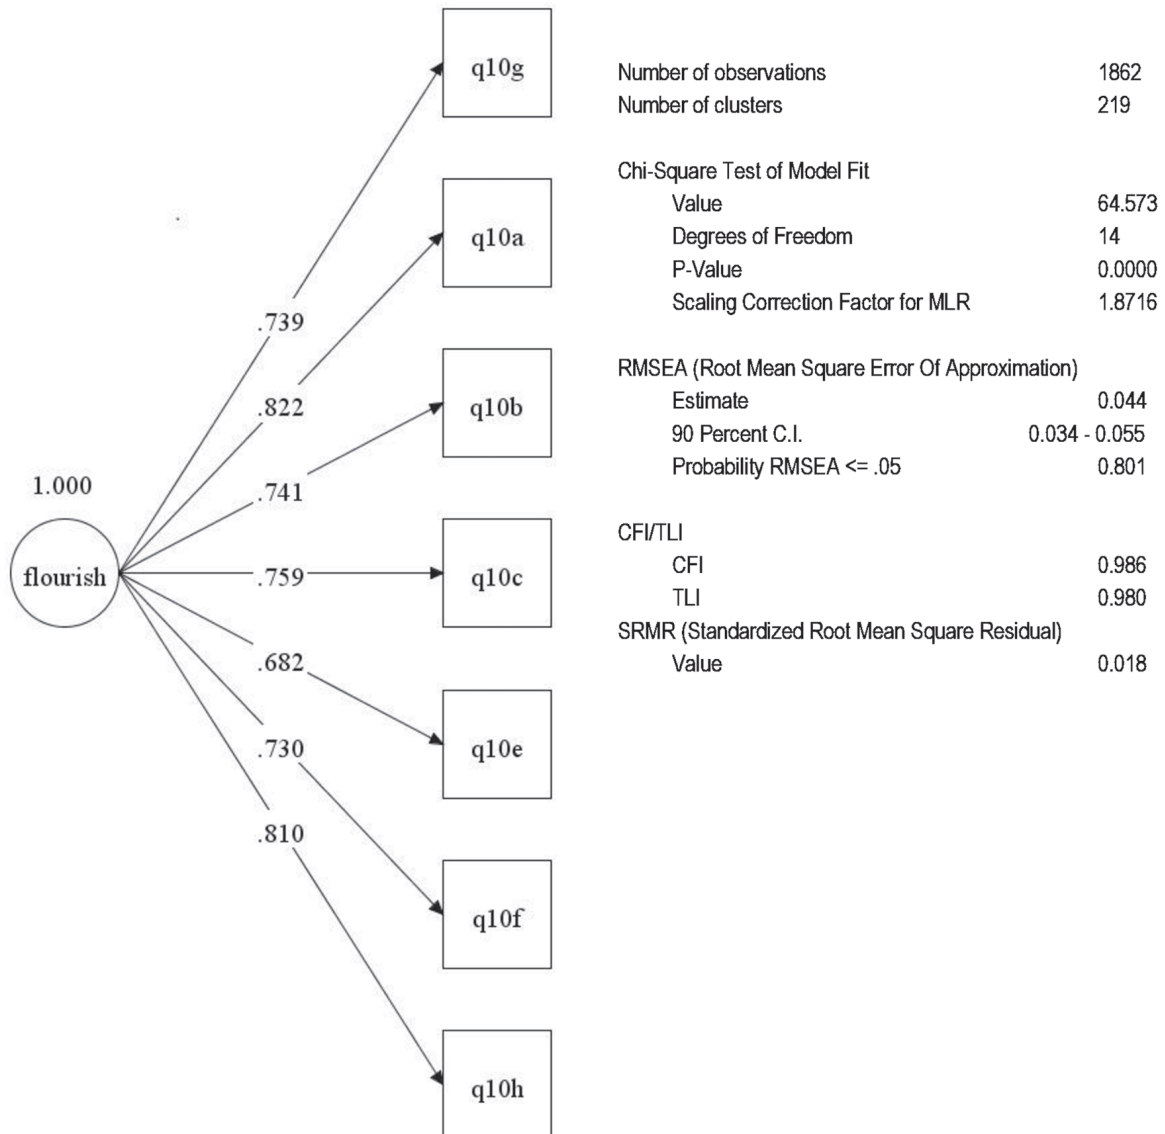 q10g
q10a
q10b
q10c
q10e
q10f
q10h
.739
.822
.741
.759
.682
.730
.810
1.000
flourish
Number of observations 1862
Number of clusters 219
Chi-Square Test of Model Fit
Value 64.573
Degrees of Freedom 14
P-Value 0.0000
Scaling Correction Factor for MLR 1.8716
RMSEA (Root Mean Square Error Of Approximation)
Estimate 0.044
90 Percent C.I. 0.034 - 0.055
Probability RMSEA <= .05 0.801
CFI/TLI
CFI 0.986
TLI 0.980
SRMR (Standardized Root Mean Square Residual)
Value 0.018